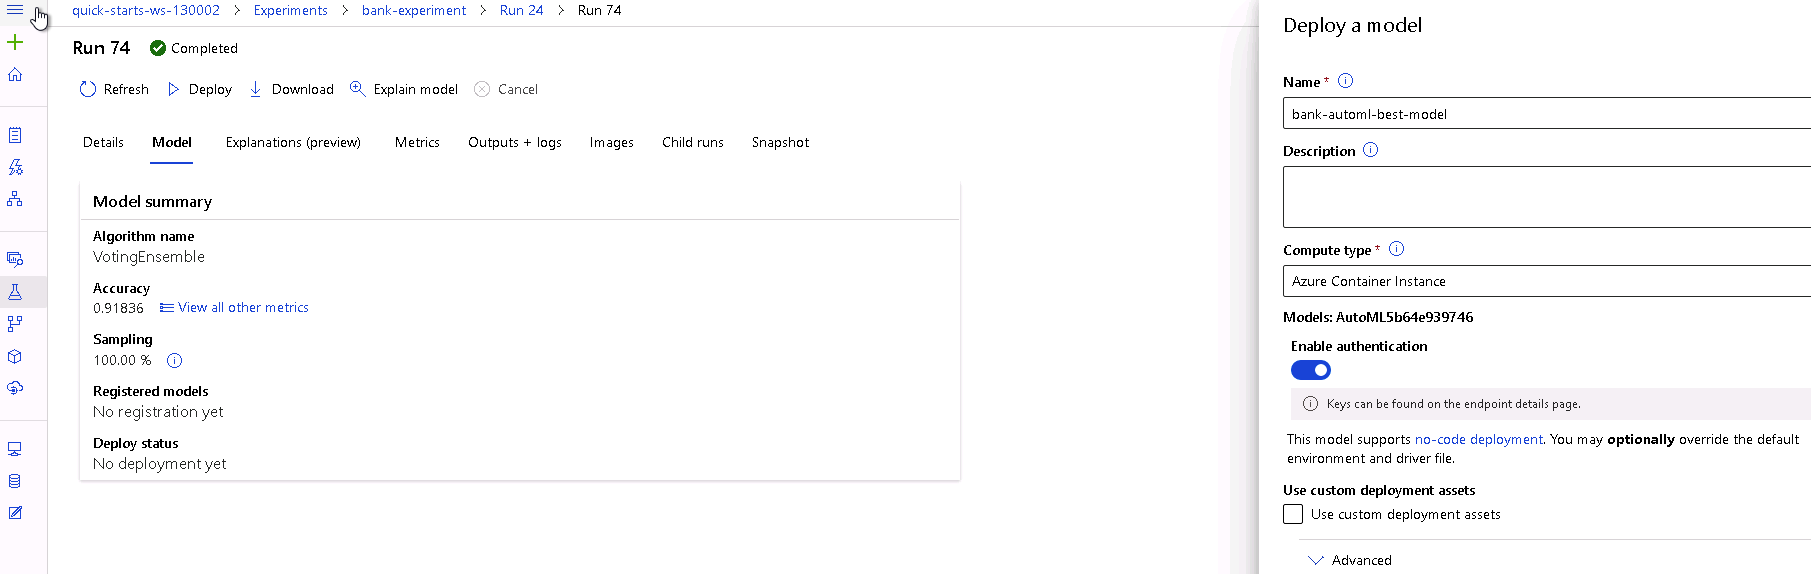 quick-starts-ws-130002 > Experiments > bank-experiment > Run 24 > Run 74
Run 74 Completed
Refresh Deploy Download Explain model Cancel
Details Model Explanations (preview) Metrics Outputs + logs Images Child runs Snapshot
Model summary
Algorithm name
VotingEnsemble
Accuracy
0.91836 View all other metrics
Sampling
100.00 %
Registered models
No registration yet
Deploy status
No deployment yet
Deploy a model
Name *
bank-automl-best-model
Description
Compute type *
Azure Container Instance
Models: AutoML5b64e939746
Enable authentication
Keys can be found on the endpoint details page.
This model supports no-code deployment. You may optionally override the default
environment and driver file.
Use custom deployment assets
Use custom deployment assets
Advanced